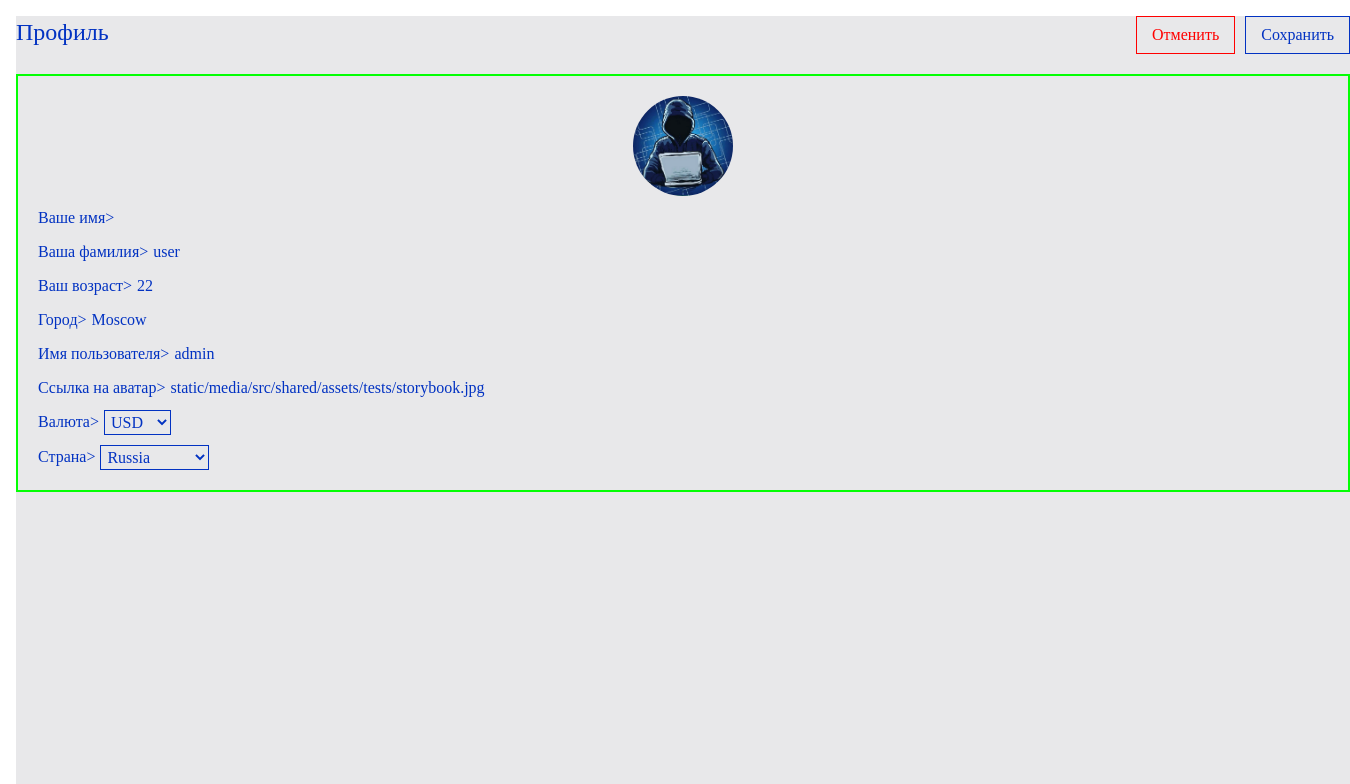 Профиль
Отменить
Сохранить
Ваше имя>
Ваша фамилия> user
Ваш возраст> 22
Город> Moscow
Имя пользователя> admin
Ссылка на аватар> static/media/src/shared/assets/tests/storybook.jpg
Валюта> USD
Страна> Russia